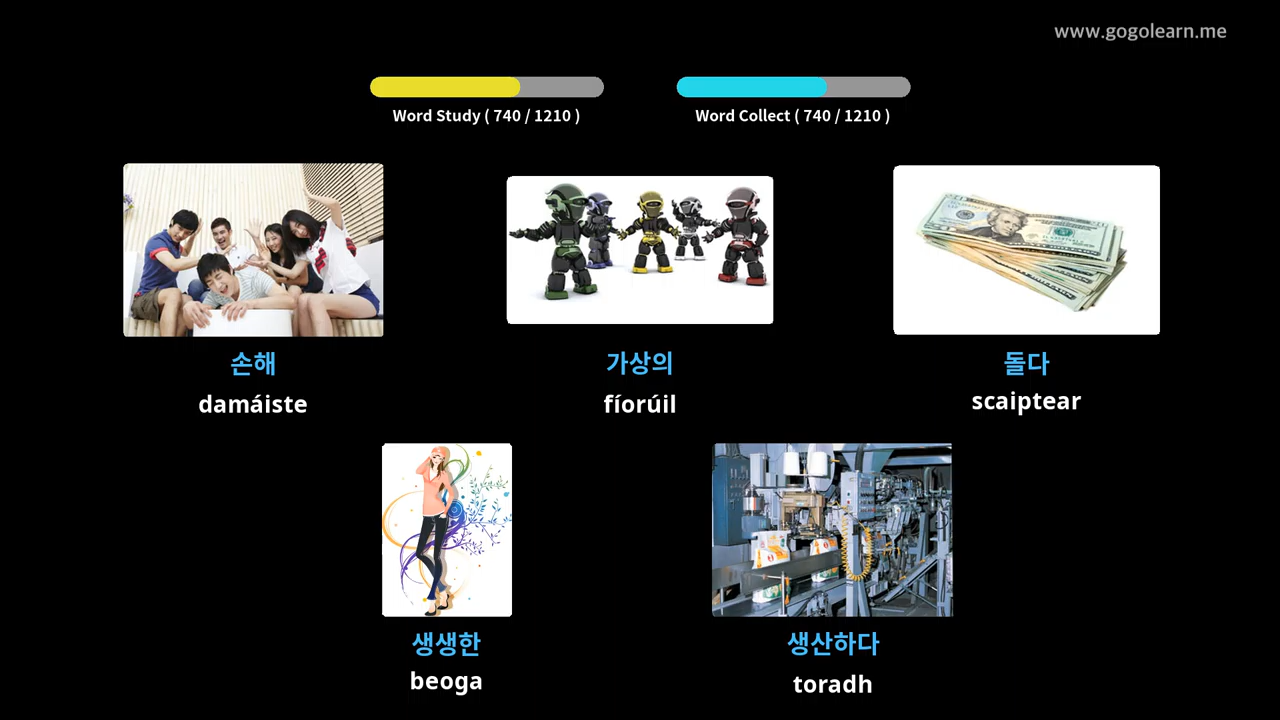 www.gogolearn.me
Word Study ( 740 / 1210 )
Word Collect ( 740 / 1210 )
손해
damáiste
가상의
fíorúil
돌다
scaiptear
생생한
beoga
생산하다
toradh